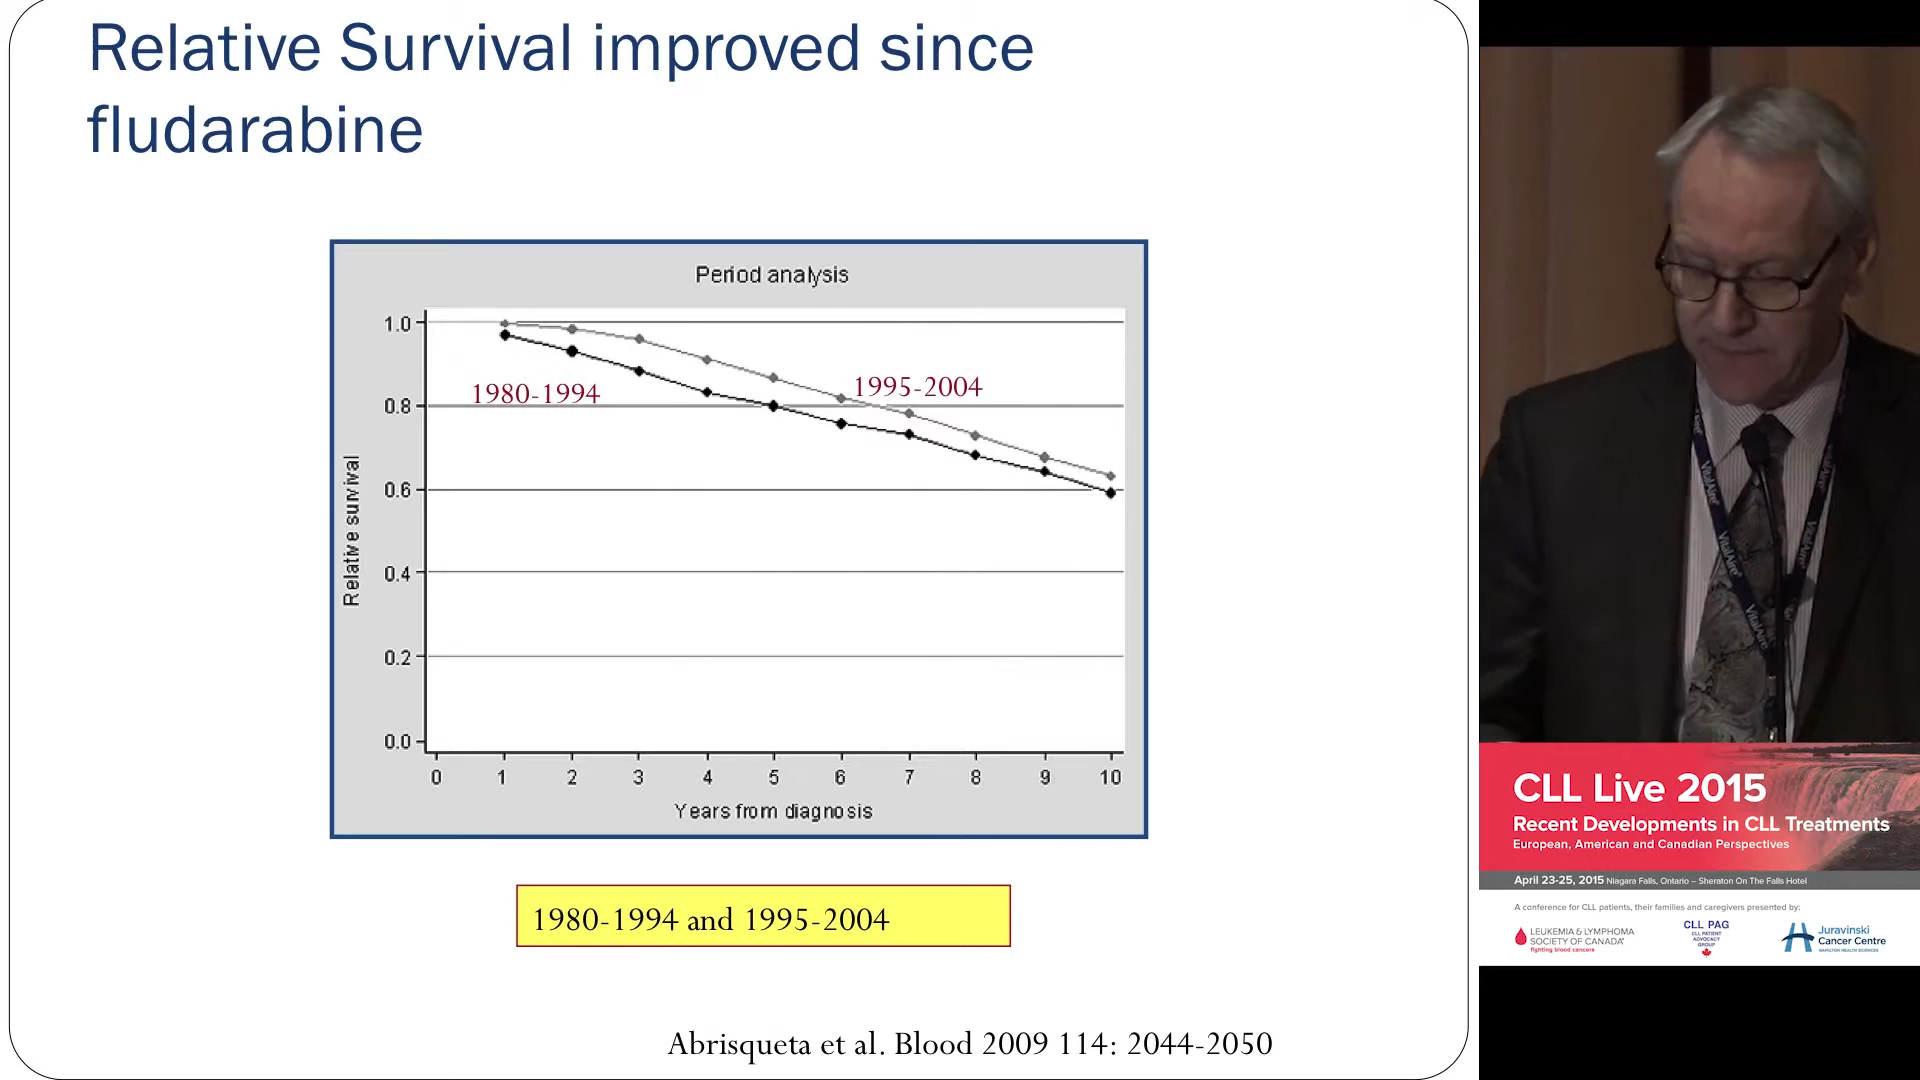 Relative Survival improved since
fludarabine
Period analysis
1.0
0.8
0.6
0.4
0.2
0.0
Relative survival
1980-1994
1995-2004
0 1 2 3 4 5 6 7 8 9 10
Years from diagnosis
1980-1994 and 1995-2004
Abrisqueta et al. Blood 2009 114: 2044-2050
VitalAire
VitalAire
VitalAire
VitalAire
CLL Live 2015
Recent Developments in CLL Treatments
European, American and Canadian Perspectives
April 23-25, 2015 Niagara Falls, Ontario – Sheraton On The Falls Hotel
A conference for CLL patients, their families and caregivers presented by:
LEUKEMIA & LYMPHOMA
SOCIETY OF CANADA
fighting blood cancers
CLL PAG
CLL PATIENT
ADVOCACY
GROUP
Juravinski
Cancer Centre
HAMILTON HEALTH SCIENCES